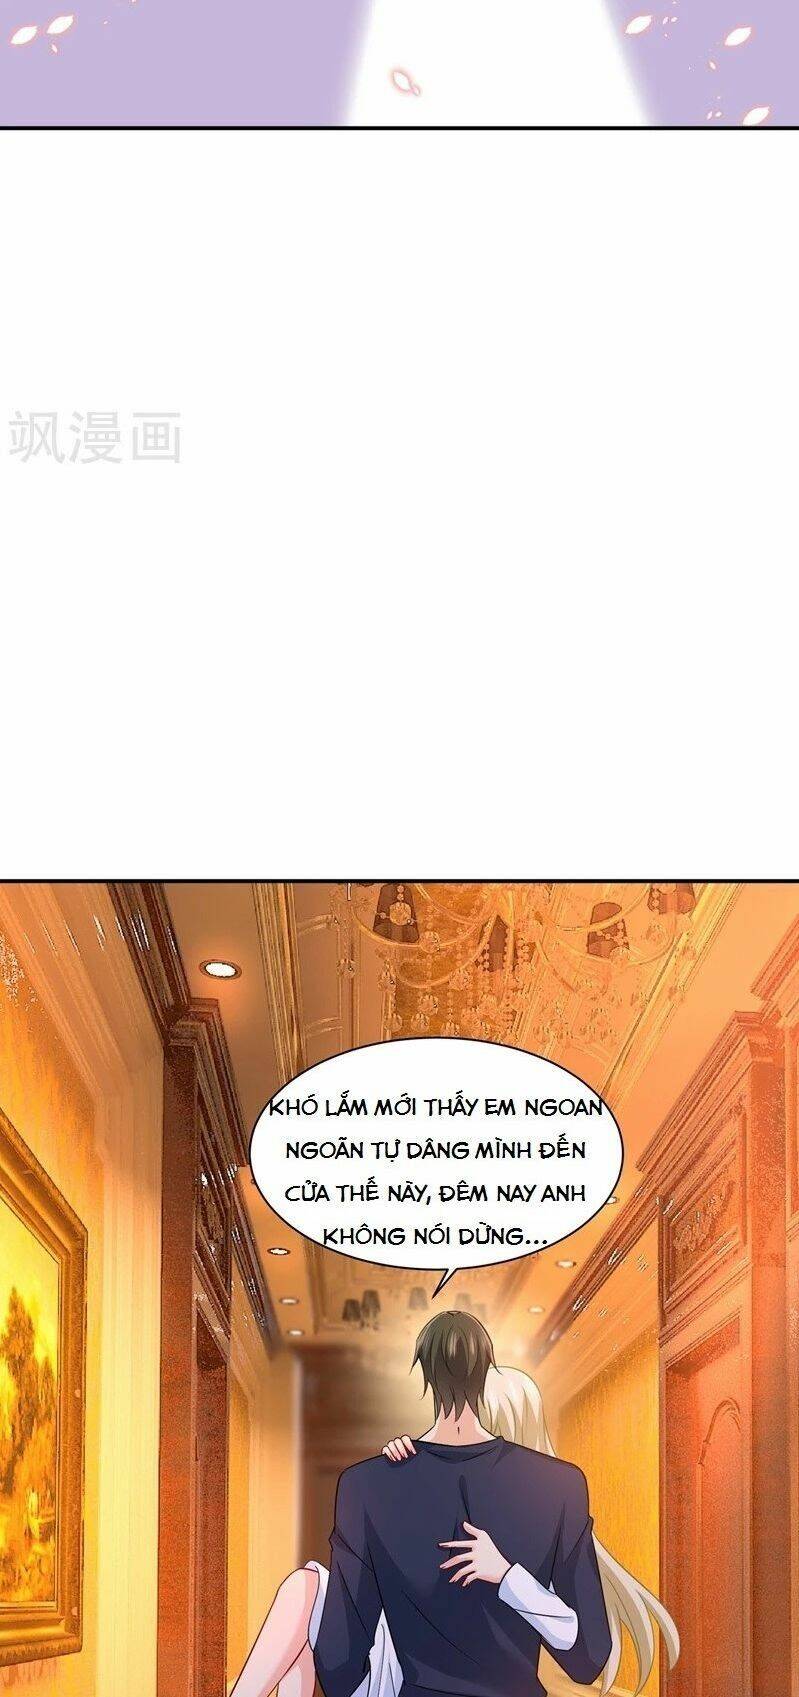 飒漫画
KHÓ LẮM MỚI THẤY EM NGOAN
NGOÃN TỰ DÂNG MÌNH ĐẾN
CỬA THẾ NÀY, ĐÊM NAY ANH
KHÔNG NÓI DỪNG...